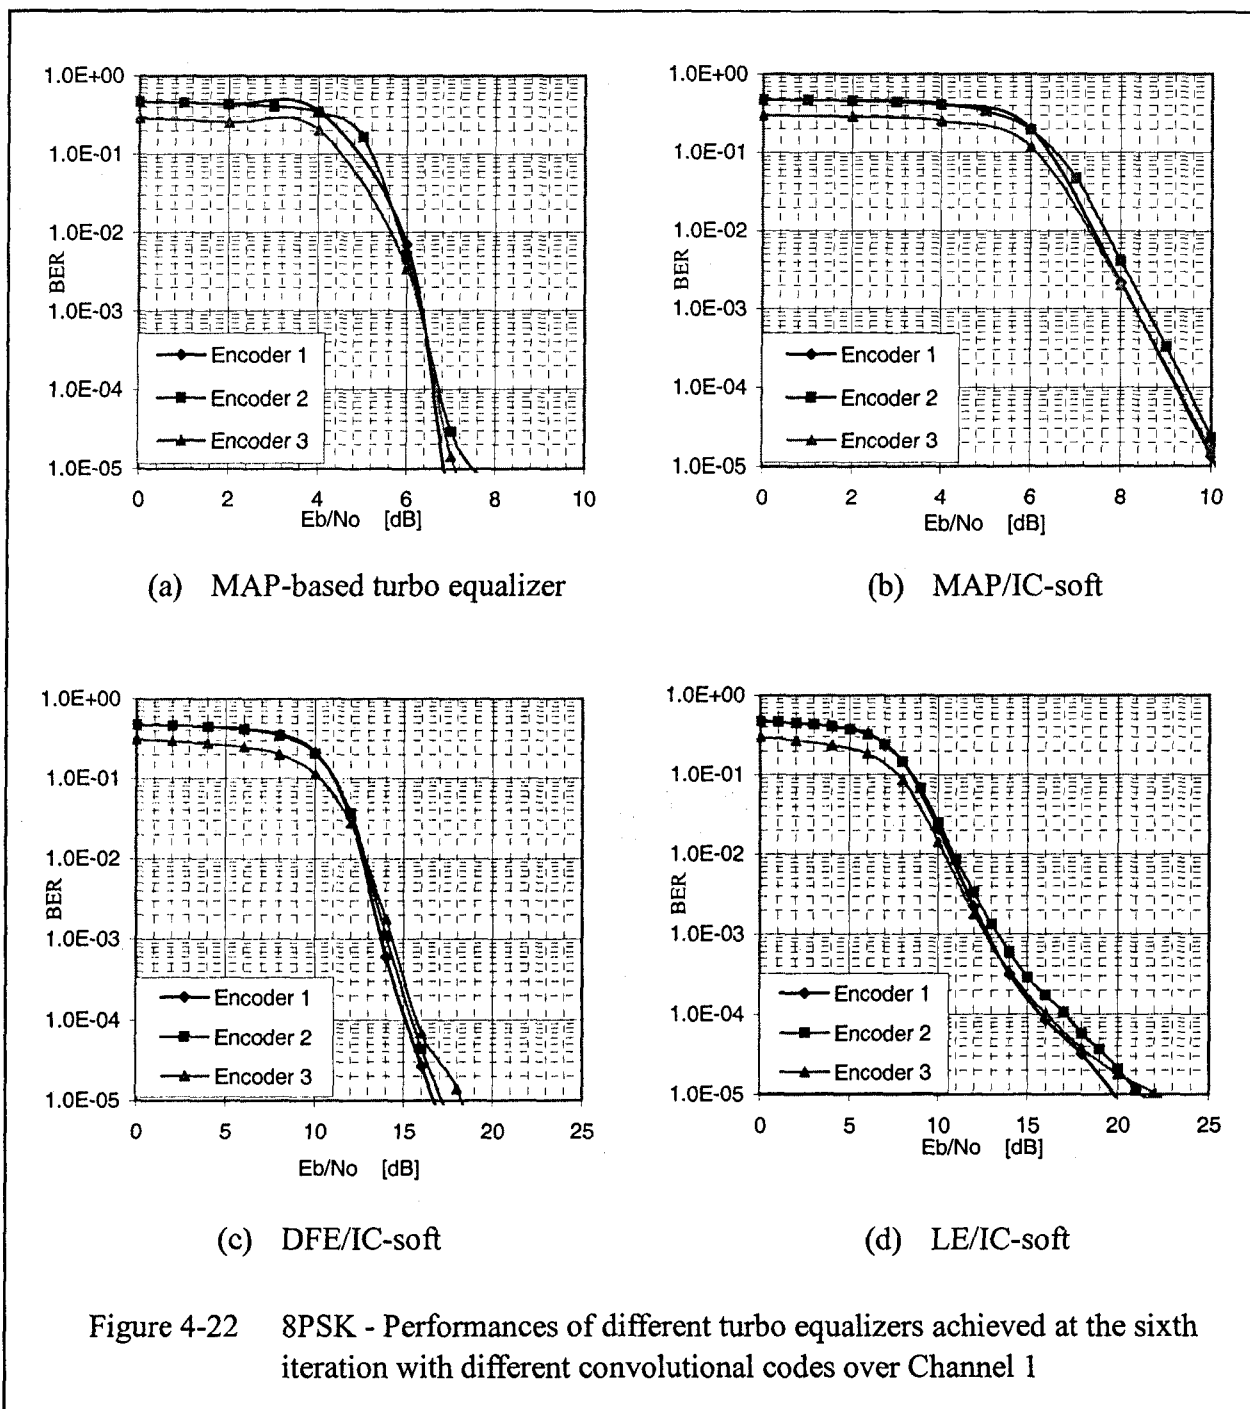 1.0E+00
1.0E-01
1.0E-02
1.0E-03
1.0E-04
1.0E-05
BER
Encoder 1
Encoder 2
Encoder 3
0 2 4 6 8 10
Eb/No [dB]
(a) MAP-based turbo equalizer
1.0E+00
1.0E-01
1.0E-02
1.0E-03
1.0E-04
1.0E-05
BER
Encoder 1
Encoder 2
Encoder 3
0 2 4 6 8 10
Eb/No [dB]
(b) MAP/IC-soft
1.0E+00
1.0E-01
1.0E-02
1.0E-03
1.0E-04
1.0E-05
BER
Encoder 1
Encoder 2
Encoder 3
0 5 10 15 20 25
Eb/No [dB]
(c) DFE/IC-soft
1.0E+00
1.0E-01
1.0E-02
1.0E-03
1.0E-04
1.0E-05
BER
Encoder 1
Encoder 2
Encoder 3
0 5 10 15 20 25
Eb/No [dB]
(d) LE/IC-soft
Figure 4-22 8PSK - Performances of different turbo equalizers achieved at the sixth
iteration with different convolutional codes over Channel 1